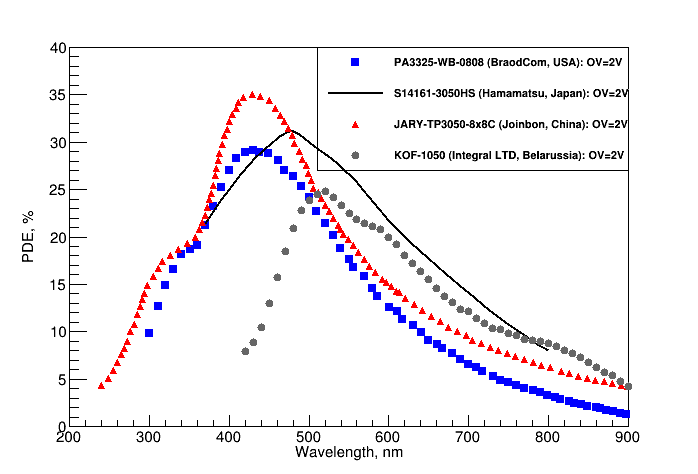 40
35
30
25
20
15
10
5
0
PDE, %
PA3325-WB-0808 (BraodCom, USA): OV=2V
S14161-3050HS (Hamamatsu, Japan): OV=2V
JARY-TP3050-8x8C (Joinbon, China): OV=2V
KOF-1050 (Integral LTD, Belarussia): OV=2V
200 300 400 500 600 700 800 900
Wavelength, nm